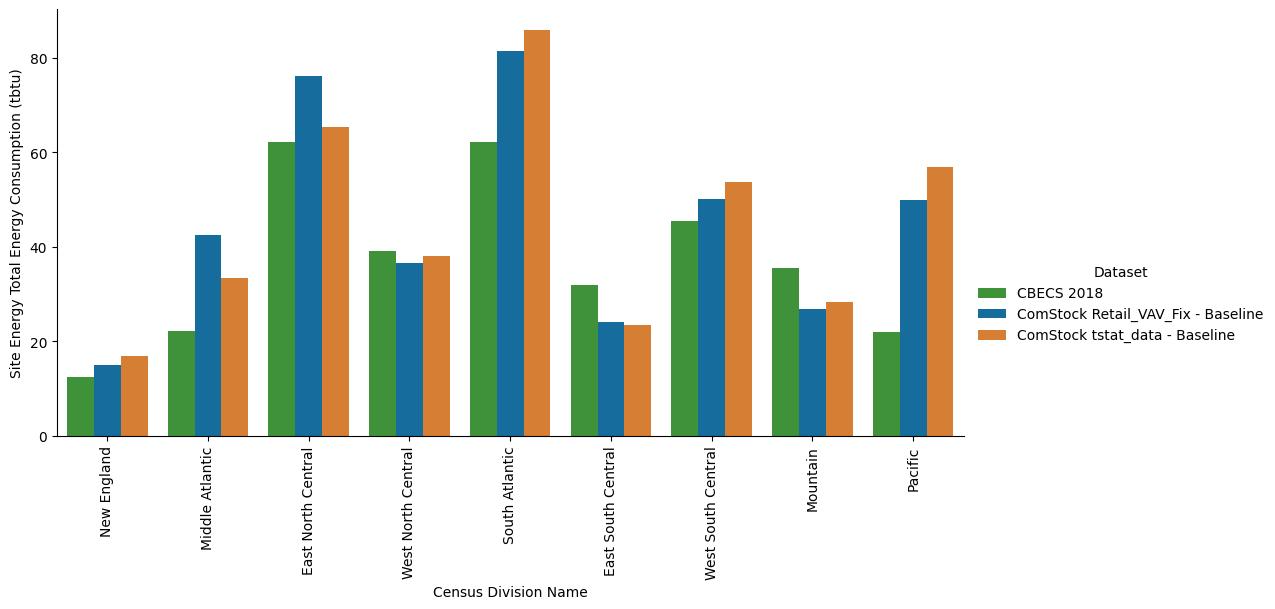 Site Energy Total Energy Consumption (tbtu)
80
60
40
20
0
New England
Middle Atlantic
East North Central
West North Central
South Atlantic
East South Central
West South Central
Mountain
Pacific
Census Division Name
Dataset
CBECS 2018
ComStock Retail_VAV_Fix - Baseline
ComStock tstat_data - Baseline